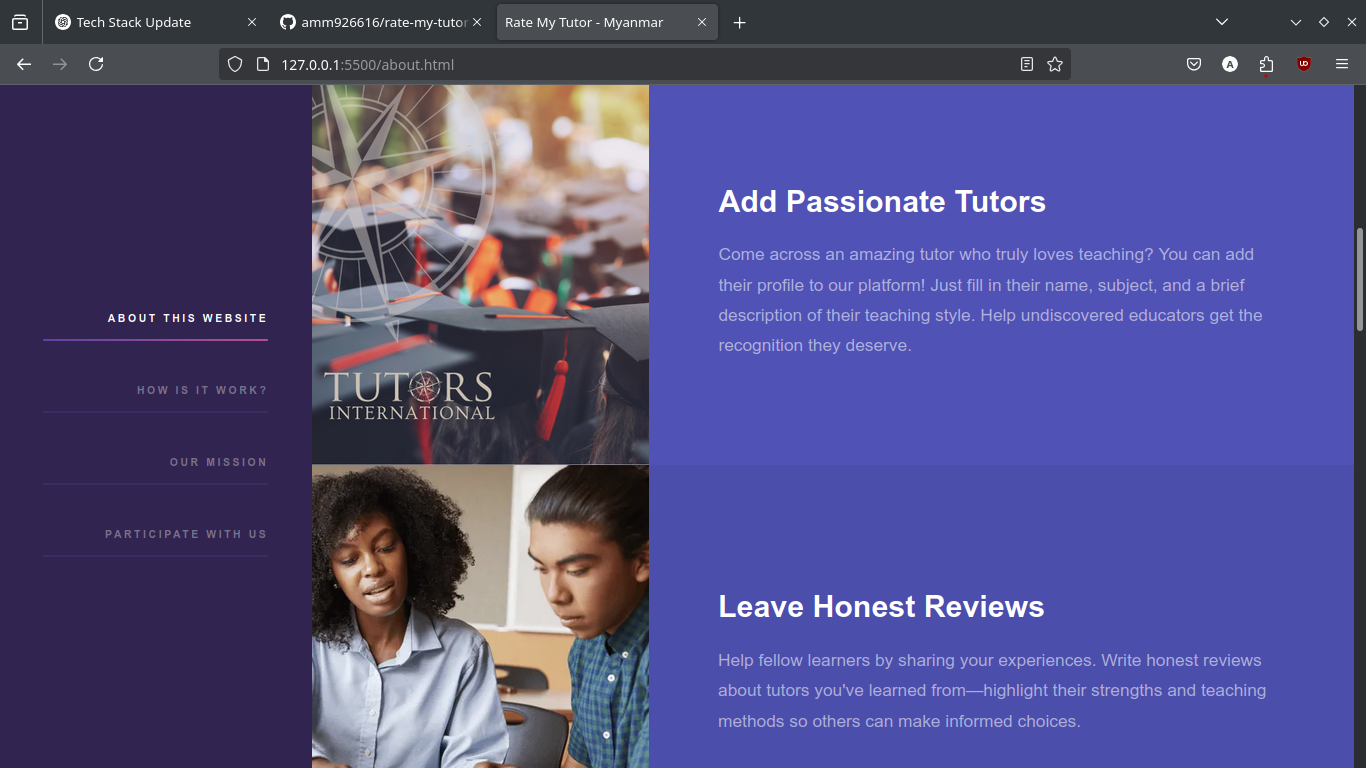 Tech Stack Update
amm926616/rate-my-tutor
Rate My Tutor - Myanmar
127.0.0.1:5500/about.html
A
UD
ABOUT THIS WEBSITE
HOW IS IT WORK?
OUR MISSION
PARTICIPATE WITH US
TUTORS
INTERNATIONAL
Add Passionate Tutors
Come across an amazing tutor who truly loves teaching? You can add
their profile to our platform! Just fill in their name, subject, and a brief
description of their teaching style. Help undiscovered educators get the
recognition they deserve.
Leave Honest Reviews
Help fellow learners by sharing your experiences. Write honest reviews
about tutors you've learned from—highlight their strengths and teaching
methods so others can make informed choices.